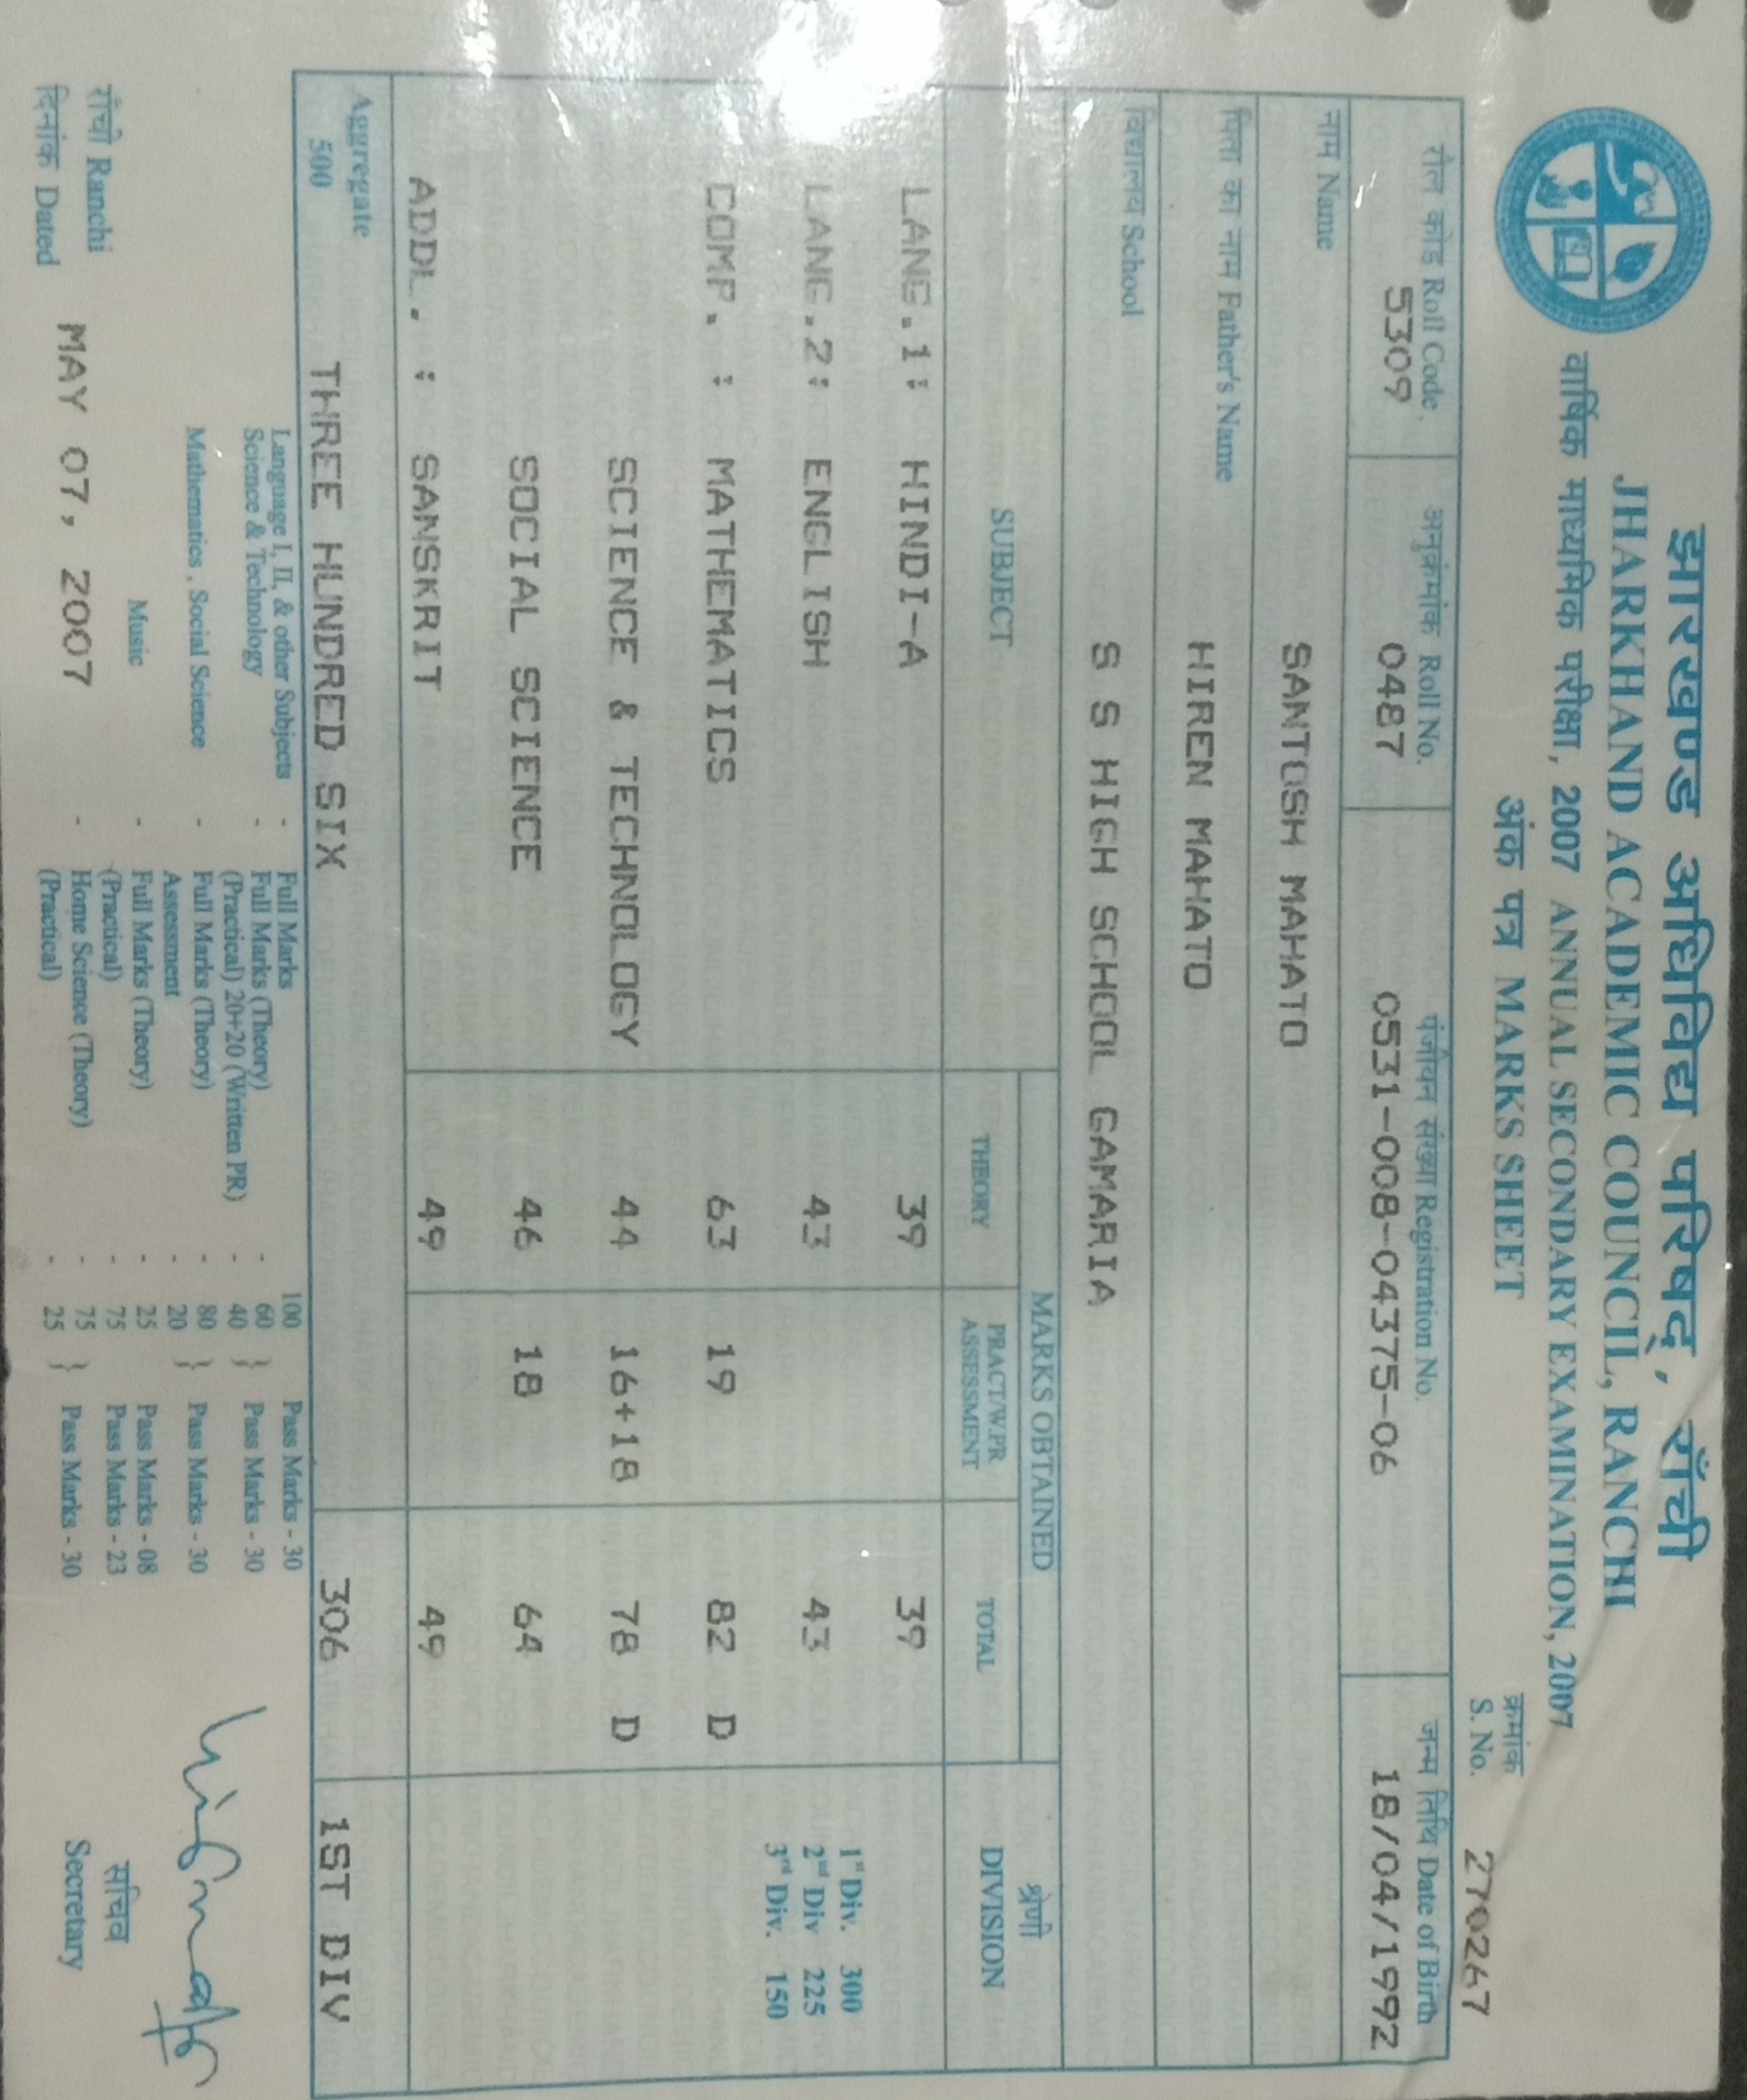 झारखण्ड अधिविद्य परिषद्, राँची
JHARKHAND ACADEMIC COUNCIL, RANCHI
वार्षिक माध्यमिक परीक्षा, 2007 ANNUAL SECONDARY EXAMINATION, 2007
अंक पत्र MARKS SHEET
क्रमांक
S. No. 270267
रौल कोड Roll Code अनुक्रमांक Roll No. पंजीयन संख्या Registration No. जन्म तिथि Date of Birth
5309 0487 0531-008-04375-06 18/04/1992
नाम Name SANTOSH MAHATO
पिता का नाम Father's Name HIREN MAHATO
विद्यालय School S S HIGH SCHOOL GAMARIA
SUBJECT MARKS OBTAINED श्रेणी DIVISION
THEORY PRACT/W.PR ASSESSMENT TOTAL
LANG.1: HINDI-A 39 39
1st Div. 300
LANG.2: ENGLISH 43 43 2nd Div 225
3rd Div. 150
COMP. : MATHEMATICS 63 19 82 D
SCIENCE & TECHNOLOGY 44 16+18 78 D
SOCIAL SCIENCE 46 18 64
ADDL. : SANSKRIT 49 49
Aggregate
500 THREE HUNDRED SIX 306 1ST DIV
Language I, II, & other Subjects - Full Marks 100 Pass Marks - 30
Science & Technology - Full Marks (Theory) - 60 } Pass Marks - 30
(Practical) 20+20 (Written PR) - 40
Mathematics, Social Science - Full Marks (Theory) - 80 } Pass Marks - 30
Assessment - 20
Music - Full Marks (Theory) - 25 Pass Marks - 08
(Practical) - 75 Pass Marks - 23
- Home Science (Theory) - 75 } Pass Marks - 30
(Practical) - 25
राँची Ranchi
दिनांक Dated MAY 07, 2007
सचिव
Secretary